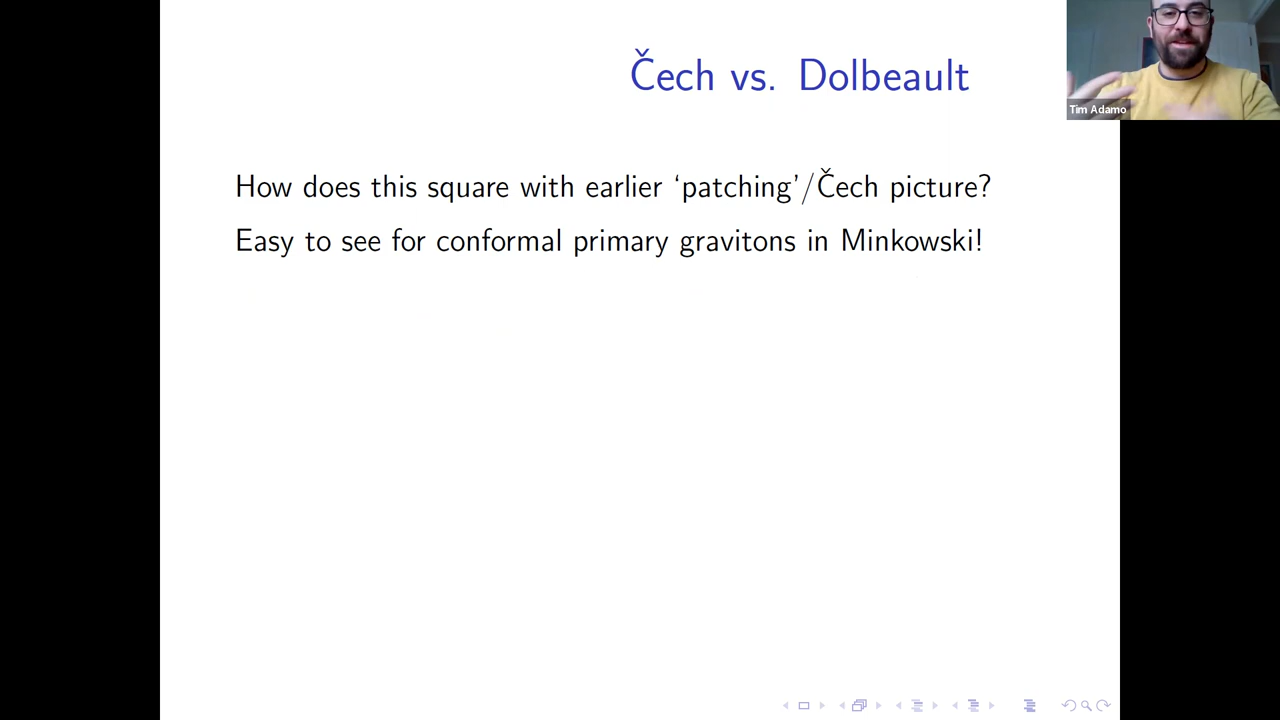 Čech vs. Dolbeault
Tim Adamo
How does this square with earlier ‘patching’/Čech picture?
Easy to see for conformal primary gravitons in Minkowski!